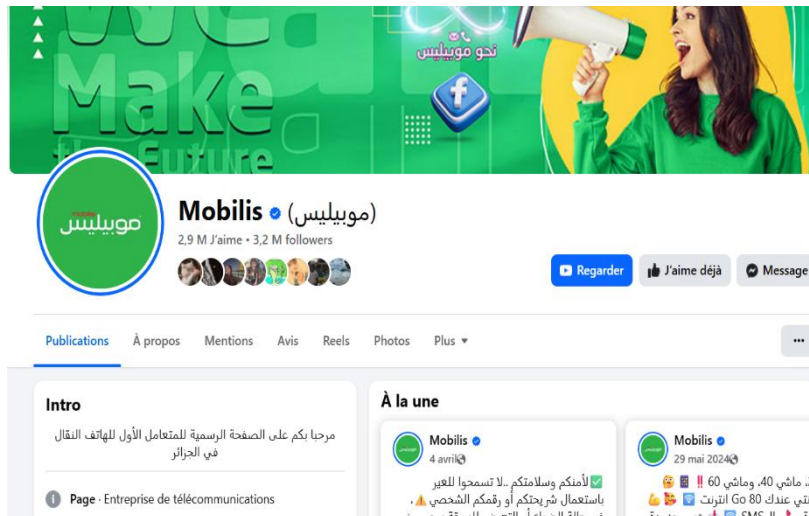 We
Make
the Future
نحو موبيليس
موبيليس
Mobilis (موبيليس)
2,9 M J'aime • 3,2 M followers
Regarder
J'aime déjà
Message
Publications
À propos
Mentions
Avis
Reels
Photos
Plus
Intro
مرحبا بكم على الصفحة الرسمية للمتعامل الأول للهاتف النقال
في الجزائر
Page · Entreprise de télécommunications
À la une
Mobilis
4 avril
✅ لأمنكم وسلامتكم ..لا تسمحوا للغير
باستعمال شريحتكم أو رقمكم الشخصي ⚠️،
Mobilis
29 mai 2024
ماشي 40، وماشي 60 ‼️
عندك 80 Go انترنت